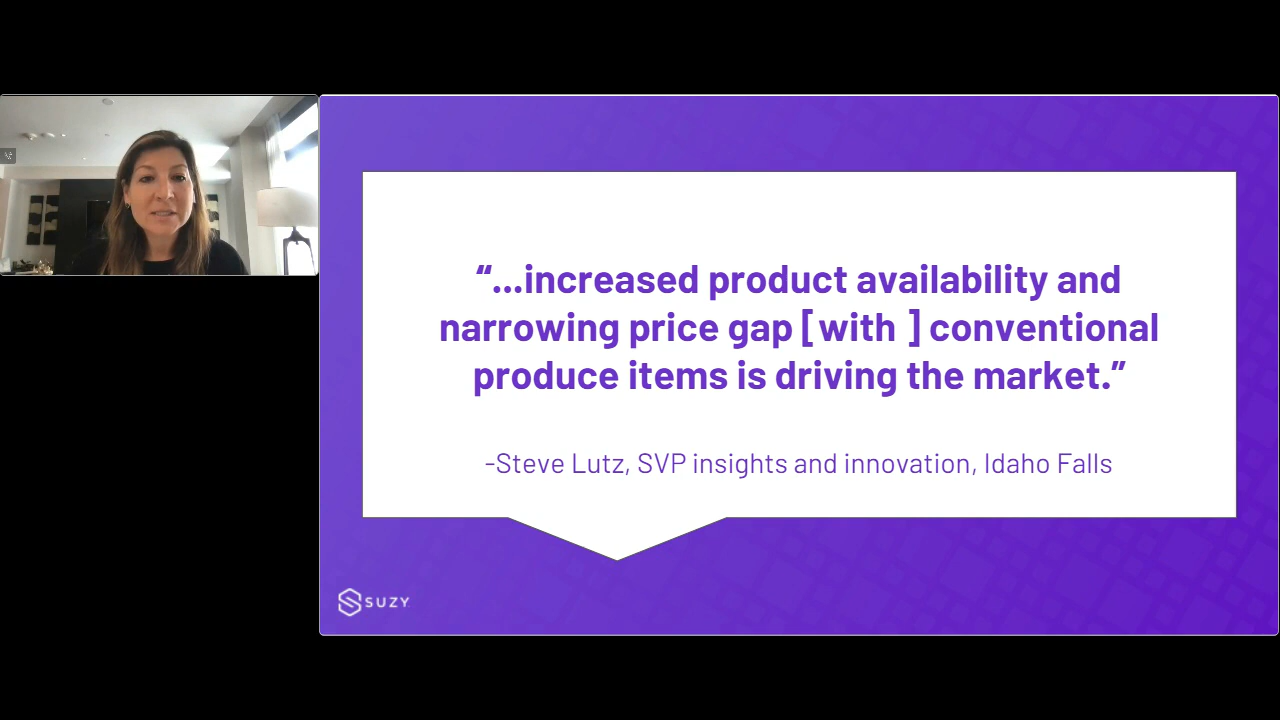 “...increased product availability and
narrowing price gap [with ] conventional
produce items is driving the market.”
-Steve Lutz, SVP insights and innovation, Idaho Falls
SUZY